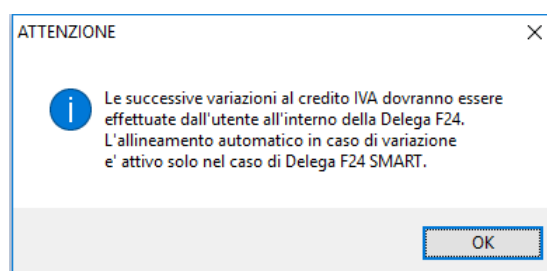 ATTENZIONE
Le successive variazioni al credito IVA dovranno essere
effettuate dall'utente all'interno della Delega F24.
L'allineamento automatico in caso di variazione
e' attivo solo nel caso di Delega F24 SMART.
OK